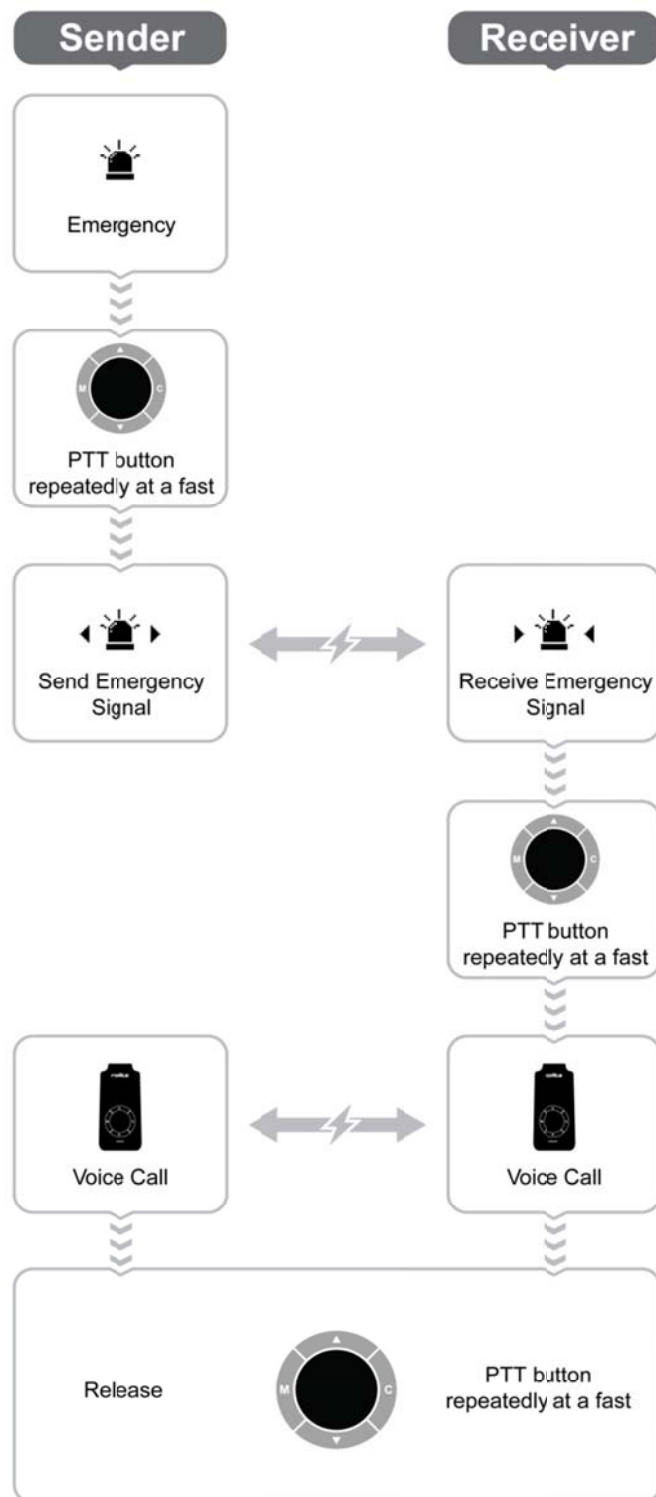 Sender
Receiver
Emergency
M
C
PTT button
repeatedly at a fast
Send Emergency
Signal
Receive Emergency
Signal
M
C
PTT button
repeatedly at a fast
Voice Call
Voice Call
Release
M
C
PTT button
repeatedly at a fast